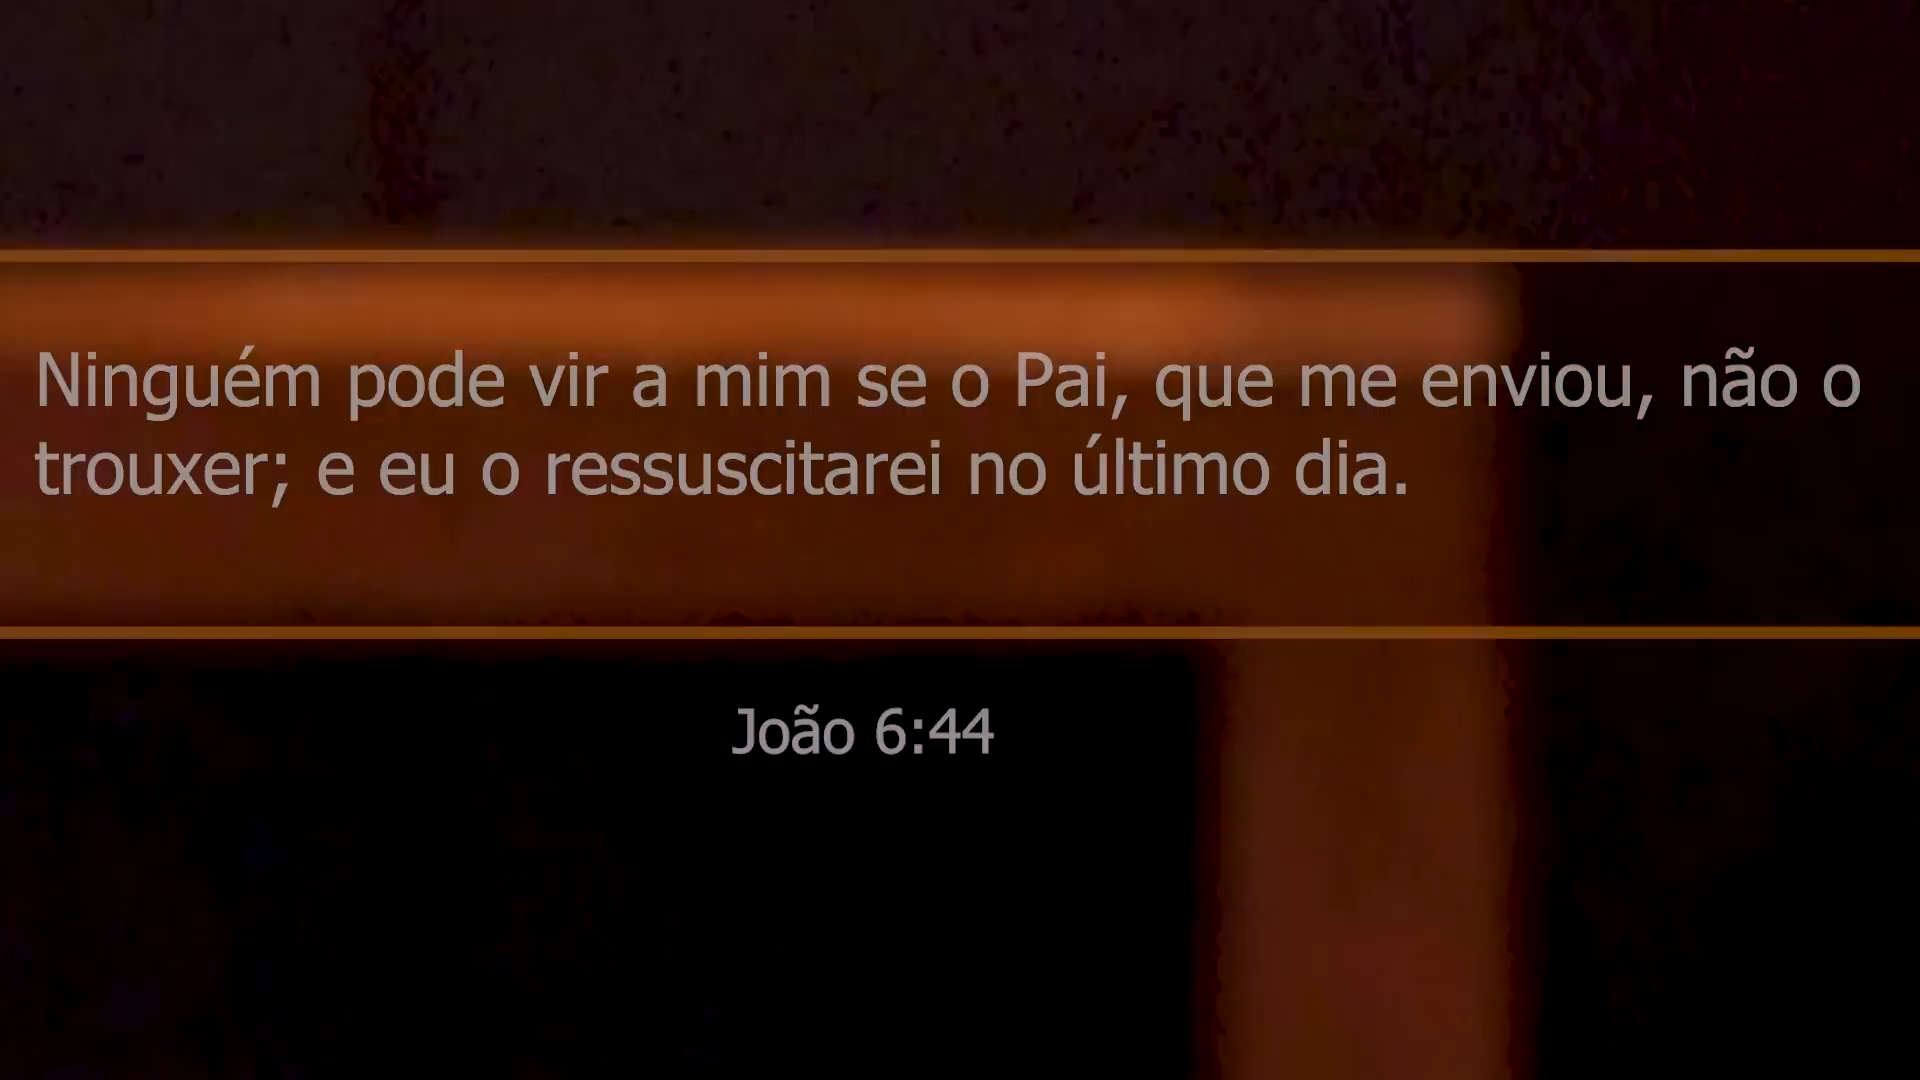 Ninguém pode vir a mim se o Pai, que me enviou, não o
trouxer; e eu o ressuscitarei no último dia.
João 6:44